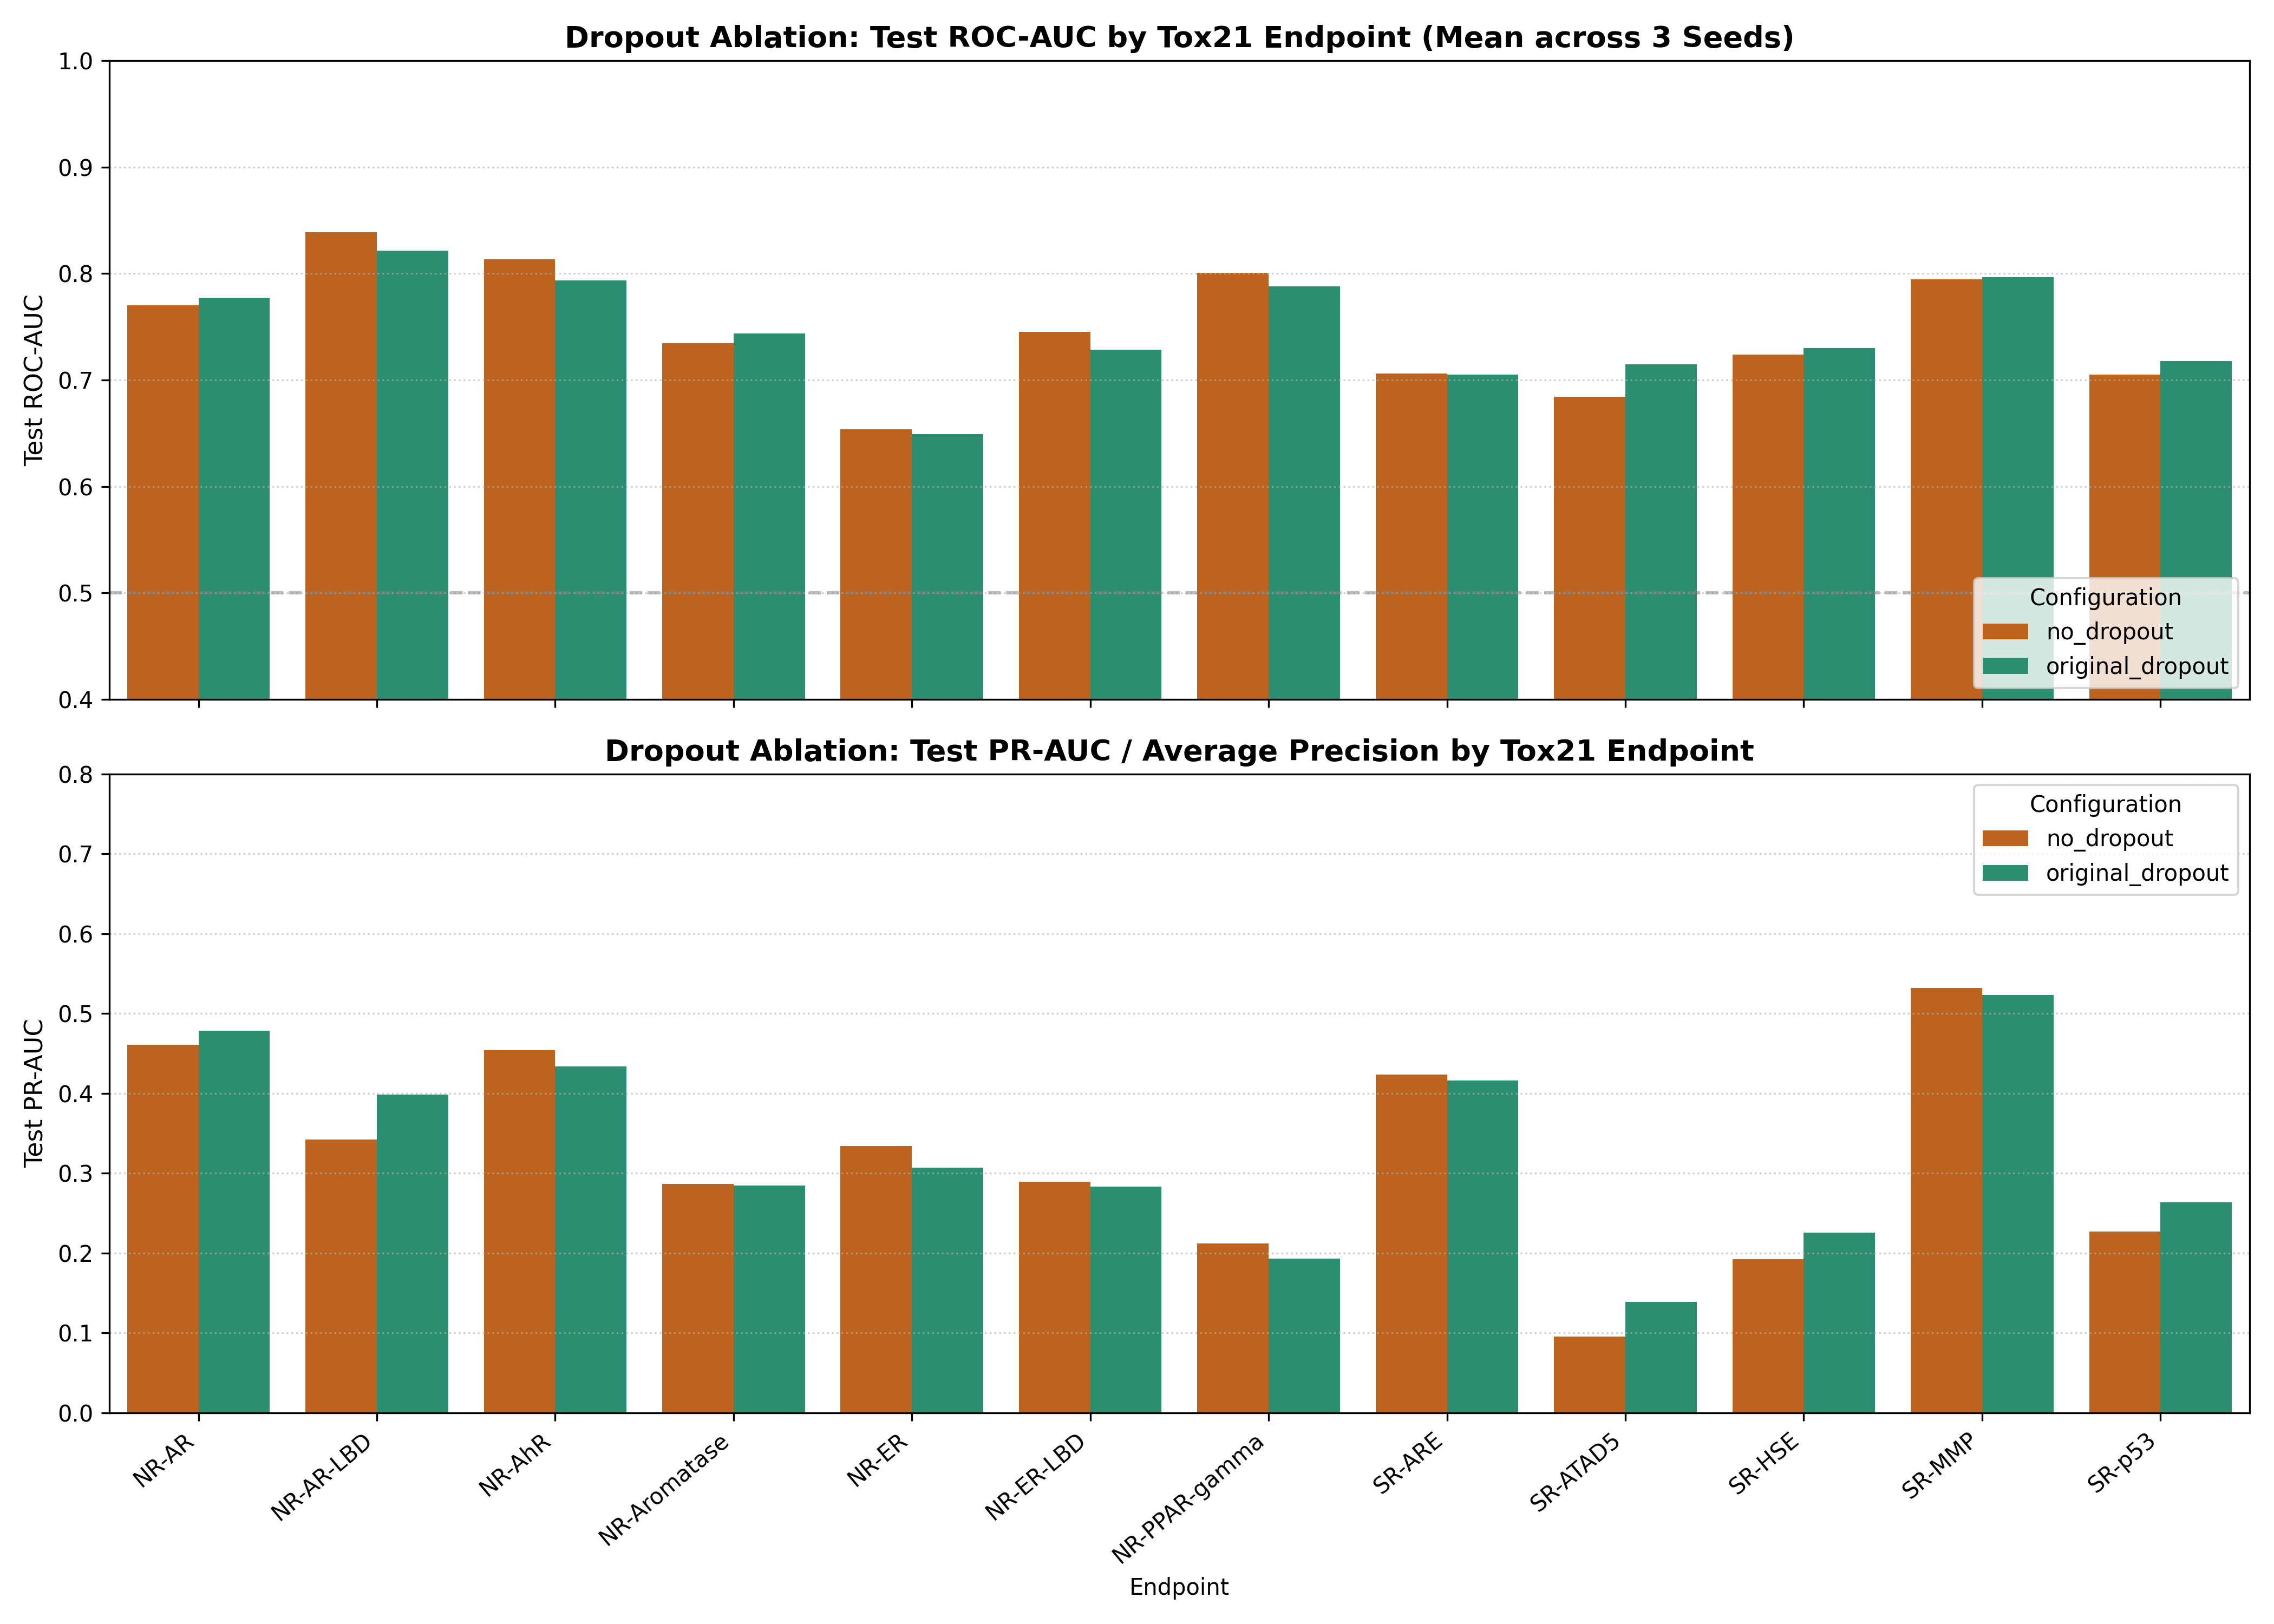 Dropout Ablation: Test ROC-AUC by Tox21 Endpoint (Mean across 3 Seeds)
1.0
0.9
0.8
0.7
0.6
0.5
0.4
Test ROC-AUC
Configuration
no_dropout
original_dropout
Dropout Ablation: Test PR-AUC / Average Precision by Tox21 Endpoint
0.8
0.7
0.6
0.5
0.4
0.3
0.2
0.1
0.0
Test PR-AUC
Configuration
no_dropout
original_dropout
NR-AR
NR-AR-LBD
NR-AhR
NR-Aromatase
NR-ER
NR-ER-LBD
NR-PPAR-gamma
SR-ARE
SR-ATAD5
SR-HSE
SR-MMP
SR-p53
Endpoint